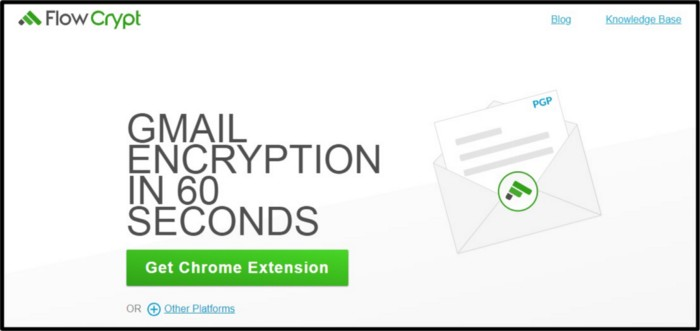 FlowCrypt
Blog
Knowledge Base
PGP
GMAIL
ENCRYPTION
IN 60
SECONDS
Get Chrome Extension
OR Other Platforms